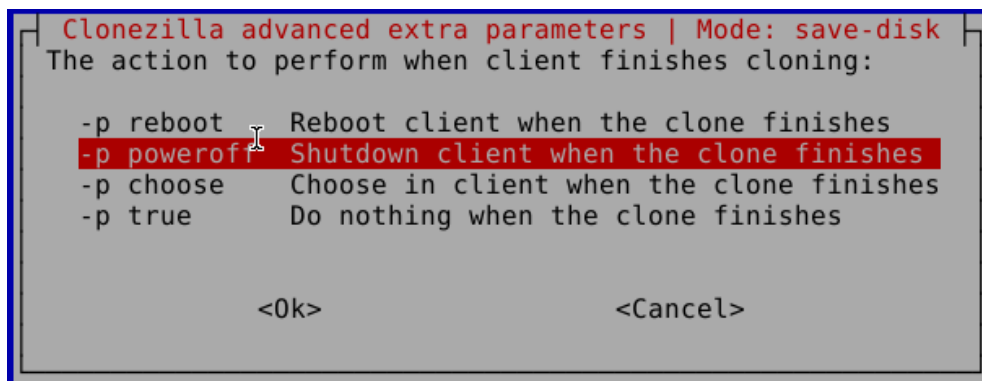 Clonezilla advanced extra parameters | Mode: save-disk
The action to perform when client finishes cloning:
-p reboot Reboot client when the clone finishes
-p poweroff Shutdown client when the clone finishes
-p choose Choose in client when the clone finishes
-p true Do nothing when the clone finishes
<Ok> <Cancel>